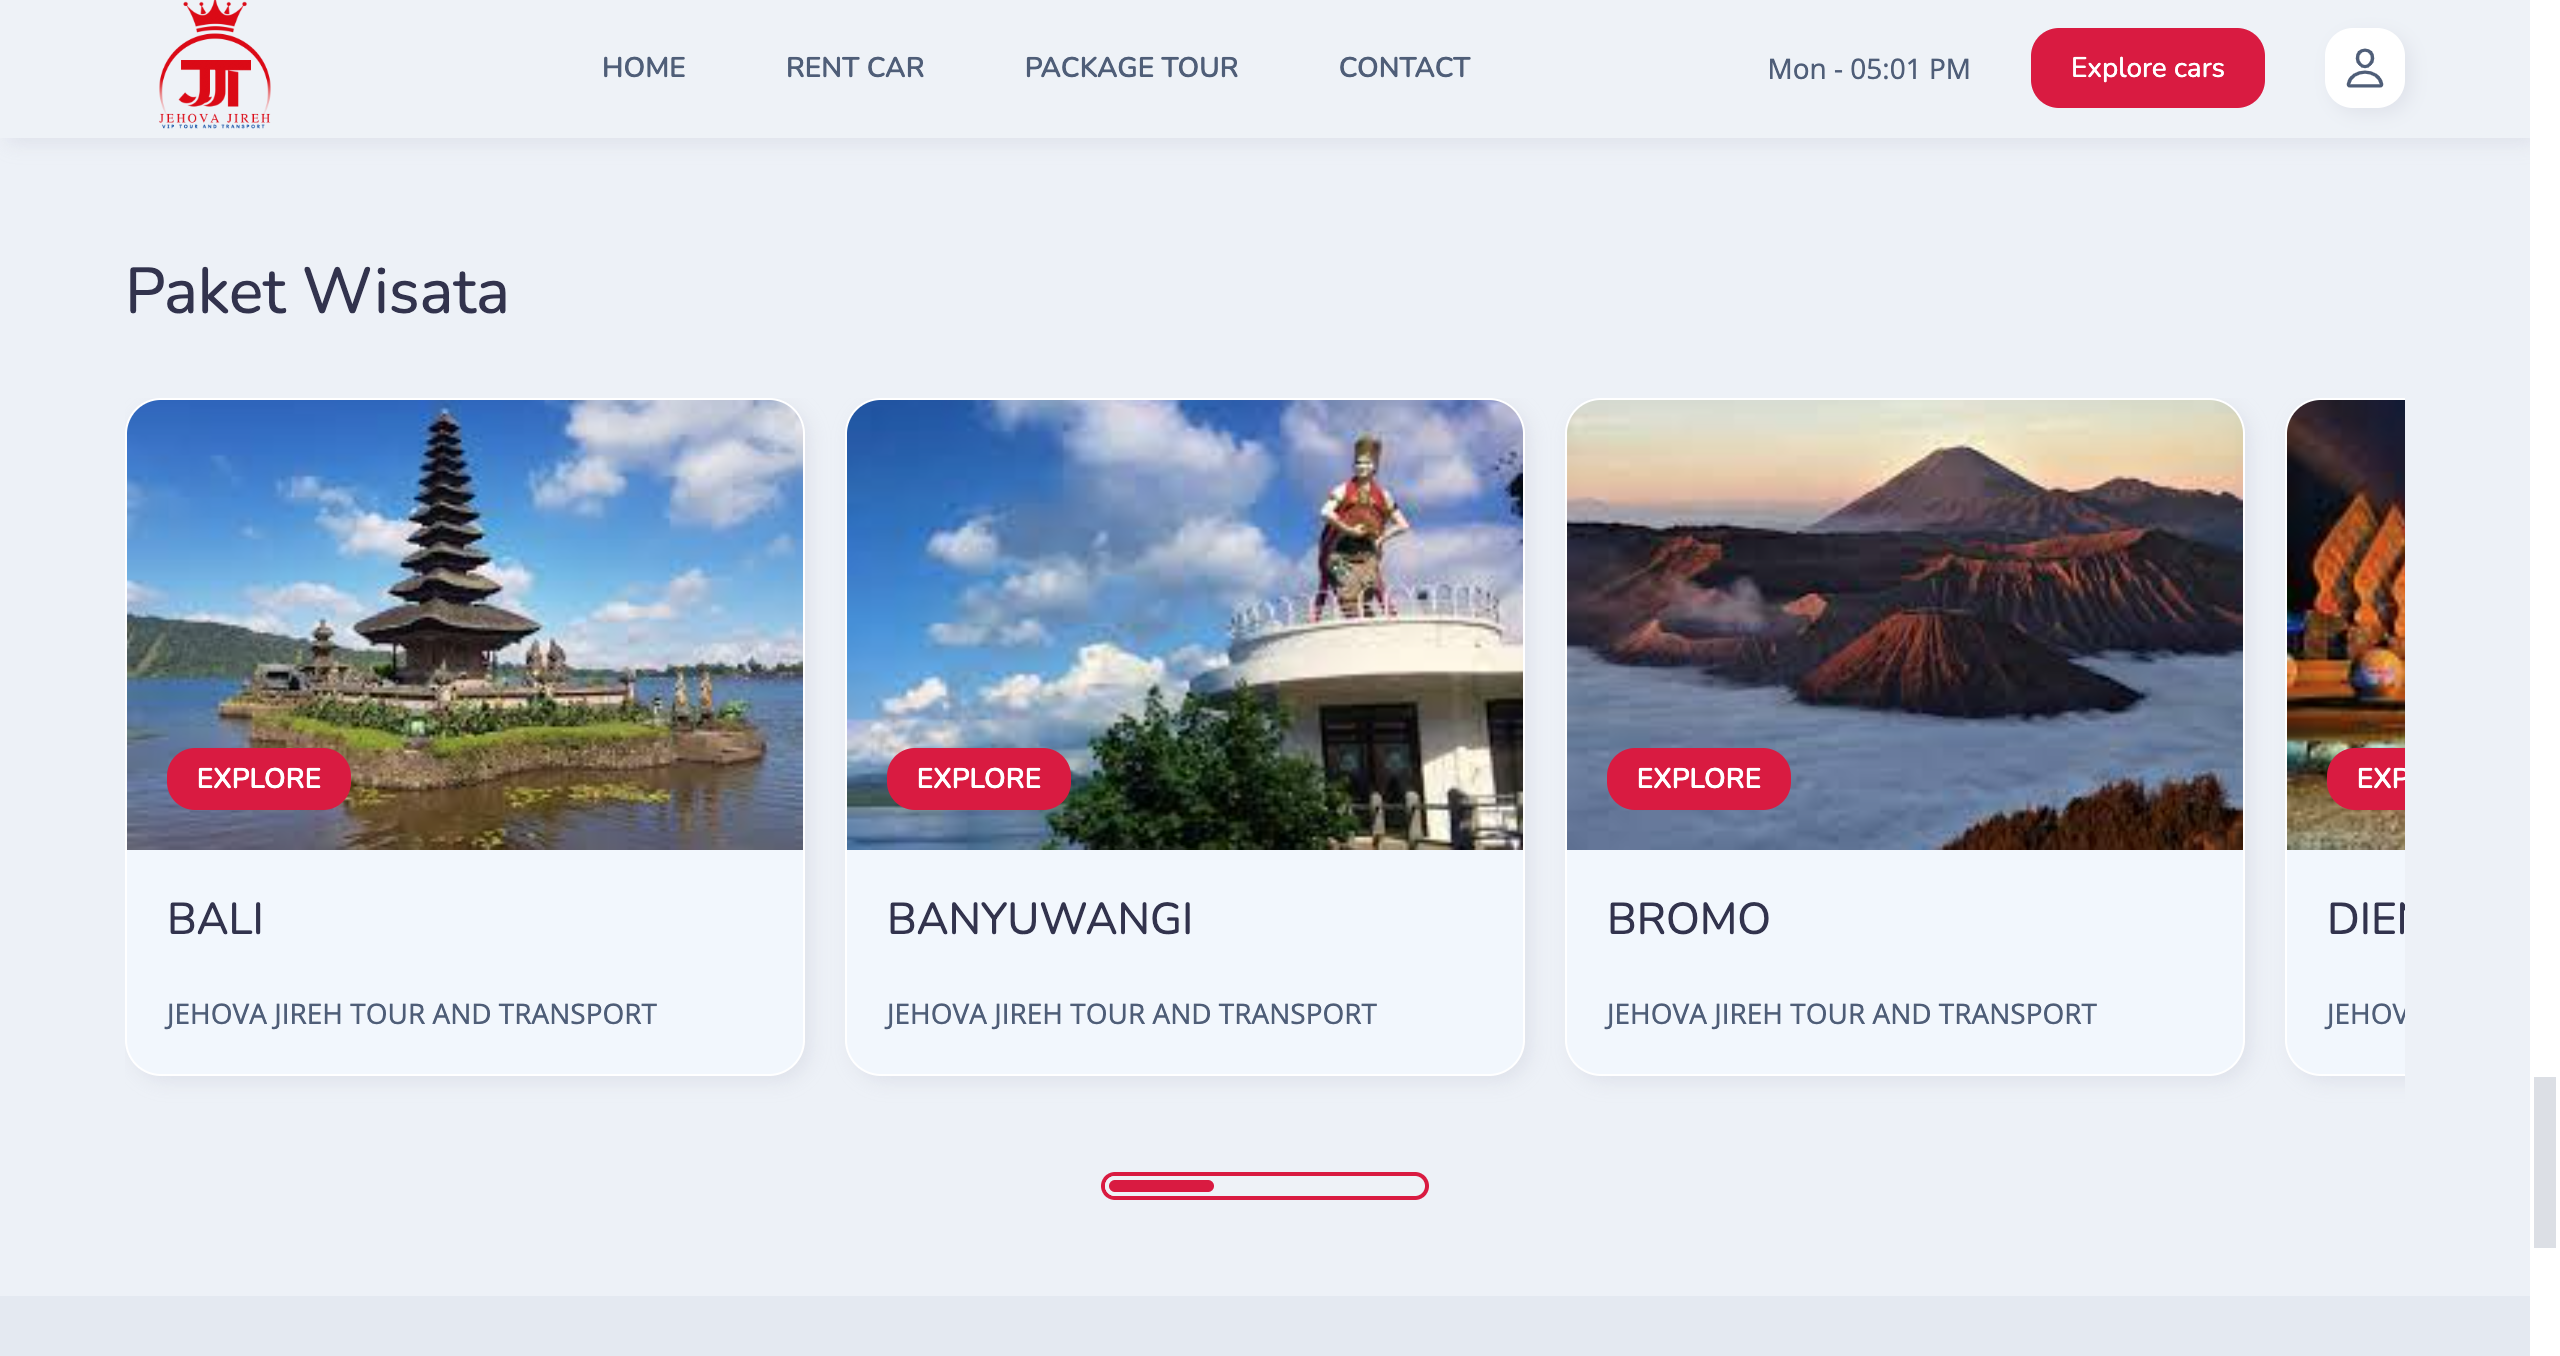 JJT
JEHOVA JIREH
VIP TOUR AND TRANSPORT
HOME
RENT CAR
PACKAGE TOUR
CONTACT
Mon - 05:01 PM
Explore cars
Paket Wisata
EXPLORE
BALI
JEHOVA JIREH TOUR AND TRANSPORT
EXPLORE
BANYUWANGI
JEHOVA JIREH TOUR AND TRANSPORT
EXPLORE
BROMO
JEHOVA JIREH TOUR AND TRANSPORT
EXP
DIE
JEHOV